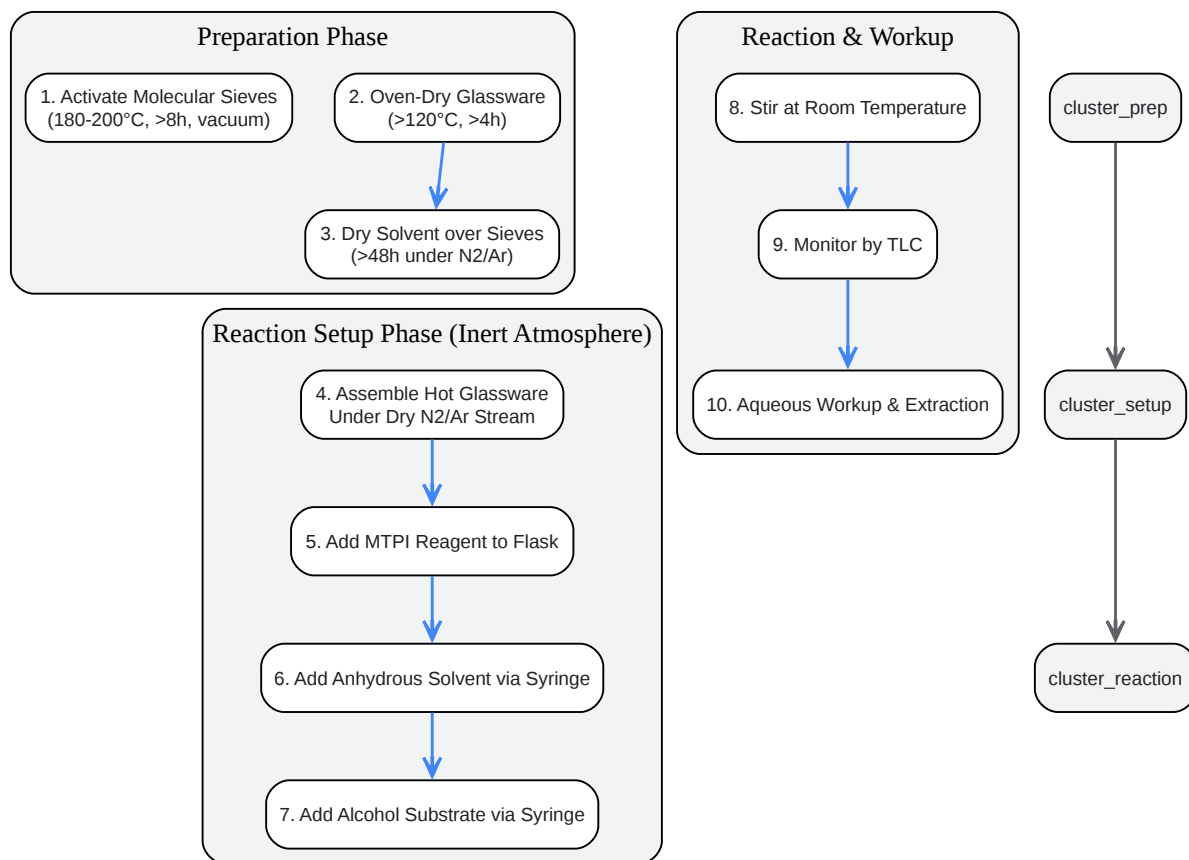 Preparation Phase
1. Activate Molecular Sieves
(180-200°C, >8h, vacuum)
2. Oven-Dry Glassware
(>120°C, >4h)
3. Dry Solvent over Sieves
(>48h under N2/Ar)
Reaction Setup Phase (Inert Atmosphere)
4. Assemble Hot Glassware
Under Dry N2/Ar Stream
5. Add MTPI Reagent to Flask
6. Add Anhydrous Solvent via Syringe
7. Add Alcohol Substrate via Syringe
Reaction & Workup
8. Stir at Room Temperature
9. Monitor by TLC
10. Aqueous Workup & Extraction
cluster_prep
cluster_setup
cluster_reaction